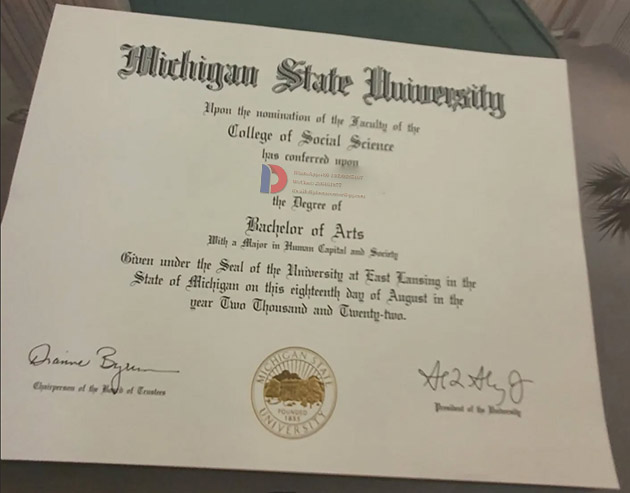 Michigan State University
Upon the nomination of the Faculty of the
College of Social Science
has conferred upon
the Degree of
Bachelor of Arts
With a Major in Human Capital and Society
Given under the Seal of the University at East Lansing in the
State of Michigan on this eighteenth day of August in the
year Two Thousand and Twenty-two.
Dianne Byrum
Chairperson of the Board of Trustees
MICHIGAN STATE
UNIVERSITY
FOUNDED
1855
President of the University